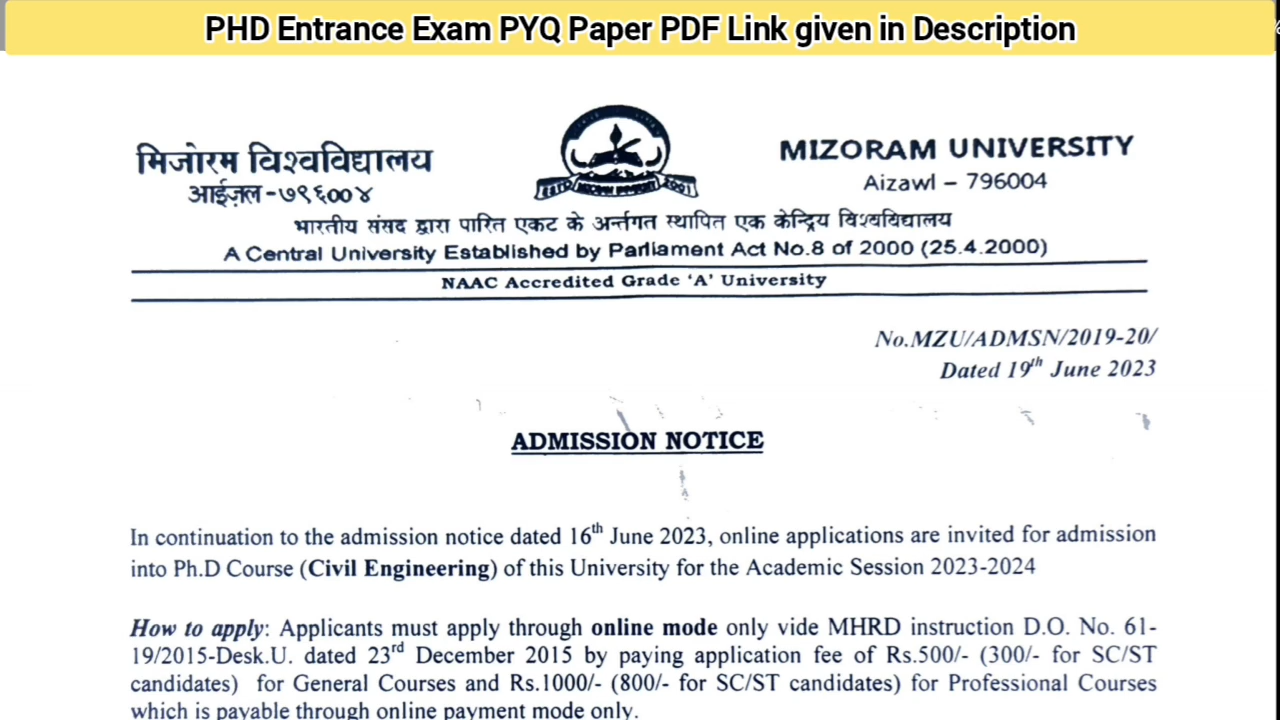 PHD Entrance Exam PYQ Paper PDF Link given in Description
मिजोरम विश्वविद्यालय
आईज़ल-७९६००४
MIZORAM UNIVERSITY
Aizawl – 796004
भारतीय संसद द्वारा पारित एकट के अर्न्तगत स्थापित एक केन्द्रिय विश्वविद्यालय
A Central University Established by Parliament Act No.8 of 2000 (25.4.2000)
NAAC Accredited Grade ‘A’ University
No.MZU/ADMSN/2019-20/
Dated 19th June 2023
ADMISSION NOTICE
In continuation to the admission notice dated 16th June 2023, online applications are invited for admission
into Ph.D Course (Civil Engineering) of this University for the Academic Session 2023-2024
How to apply: Applicants must apply through online mode only vide MHRD instruction D.O. No. 61-
19/2015-Desk.U. dated 23rd December 2015 by paying application fee of Rs.500/- (300/- for SC/ST
candidates) for General Courses and Rs.1000/- (800/- for SC/ST candidates) for Professional Courses
which is payable through online payment mode only.